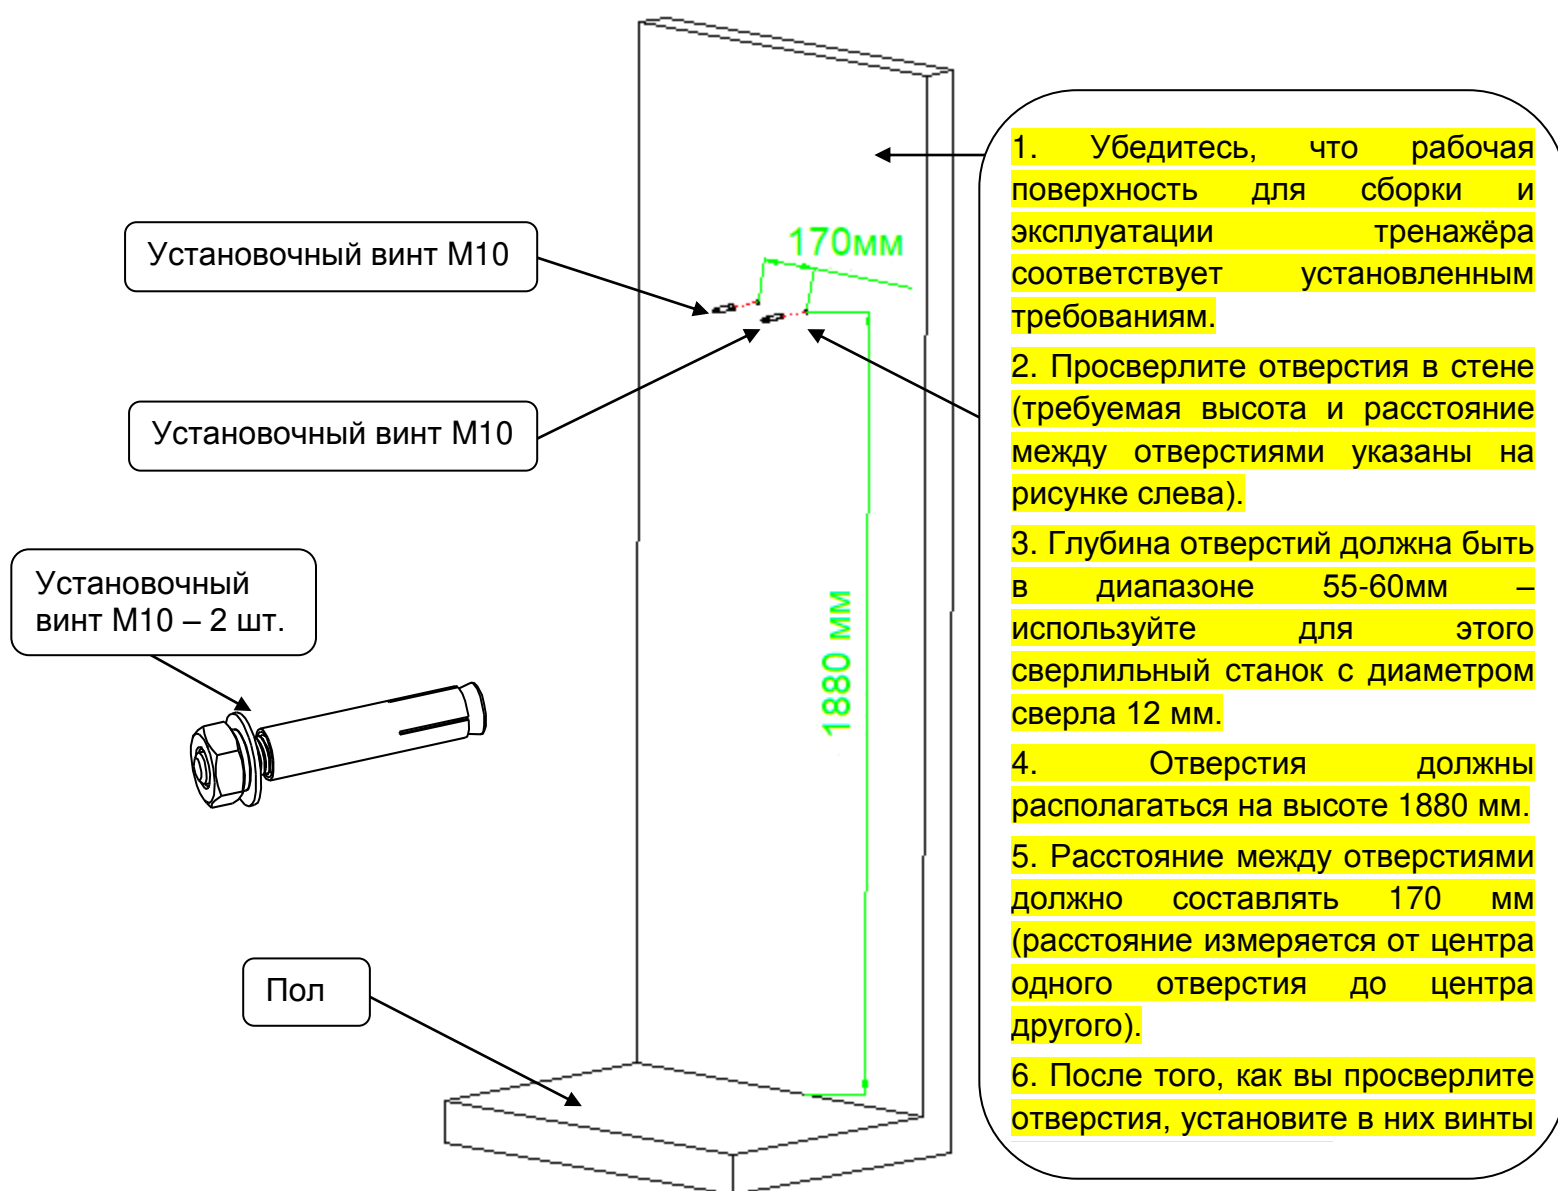 Установочный винт М10
170мм
Установочный винт М10
Установочный
винт М10 – 2 шт.
1880 мм
Пол
1. Убедитесь, что рабочая
поверхность для сборки и
эксплуатации тренажёра
соответствует установленным
требованиям.
2. Просверлите отверстия в стене
(требуемая высота и расстояние
между отверстиями указаны на
рисунке слева).
3. Глубина отверстий должна быть
в диапазоне 55-60мм –
используйте для этого
сверлильный станок с диаметром
сверла 12 мм.
4. Отверстия должны
располагаться на высоте 1880 мм.
5. Расстояние между отверстиями
должно составлять 170 мм
(расстояние измеряется от центра
одного отверстия до центра
другого).
6. После того, как вы просверлите
отверстия, установите в них винты